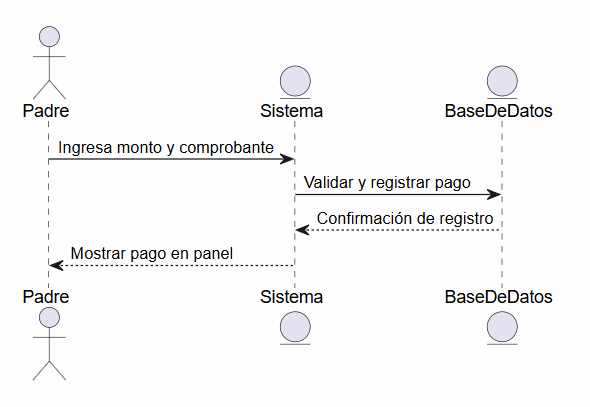 Padre
Sistema
BaseDeDatos
Ingresa monto y comprobante
Validar y registrar pago
Confirmación de registro
Mostrar pago en panel
Padre
Sistema
BaseDeDatos